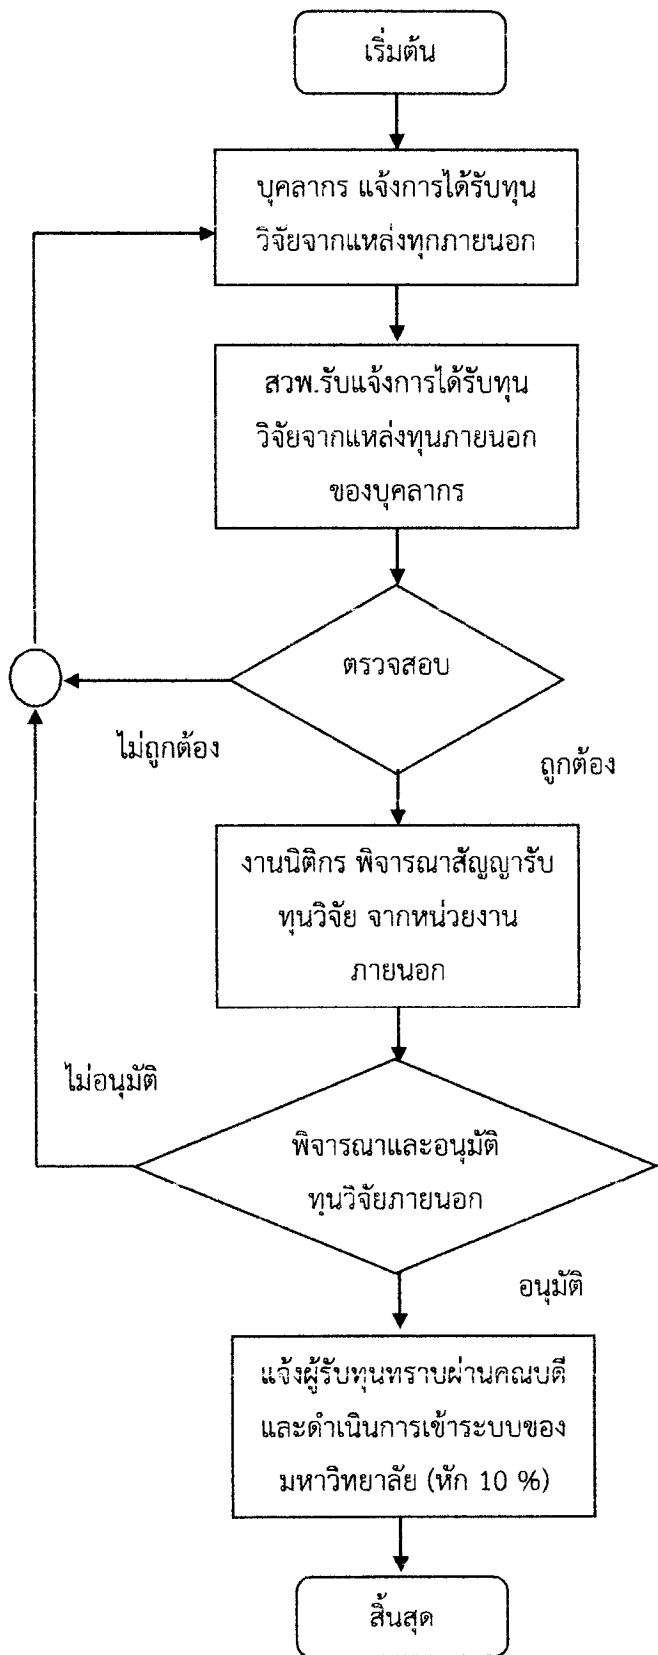 เริ่มต้น
บุคลากร แจ้งการได้รับทุน
วิจัยจากแหล่งทุกภายนอก
สวพ.รับแจ้งการได้รับทุน
วิจัยจากแหล่งทุนภายนอก
ของบุคลากร
ตรวจสอบ
ไม่ถูกต้อง
ถูกต้อง
งานนิติกร พิจารณาสัญญารับ
ทุนวิจัย จากหน่วยงาน
ภายนอก
ไม่อนุมัติ
พิจารณาและอนุมัติ
ทุนวิจัยภายนอก
อนุมัติ
แจ้งผู้รับทุนทราบผ่านคณบดี
และดำเนินการเข้าระบบของ
มหาวิทยาลัย (หัก 10 %)
สิ้นสุด